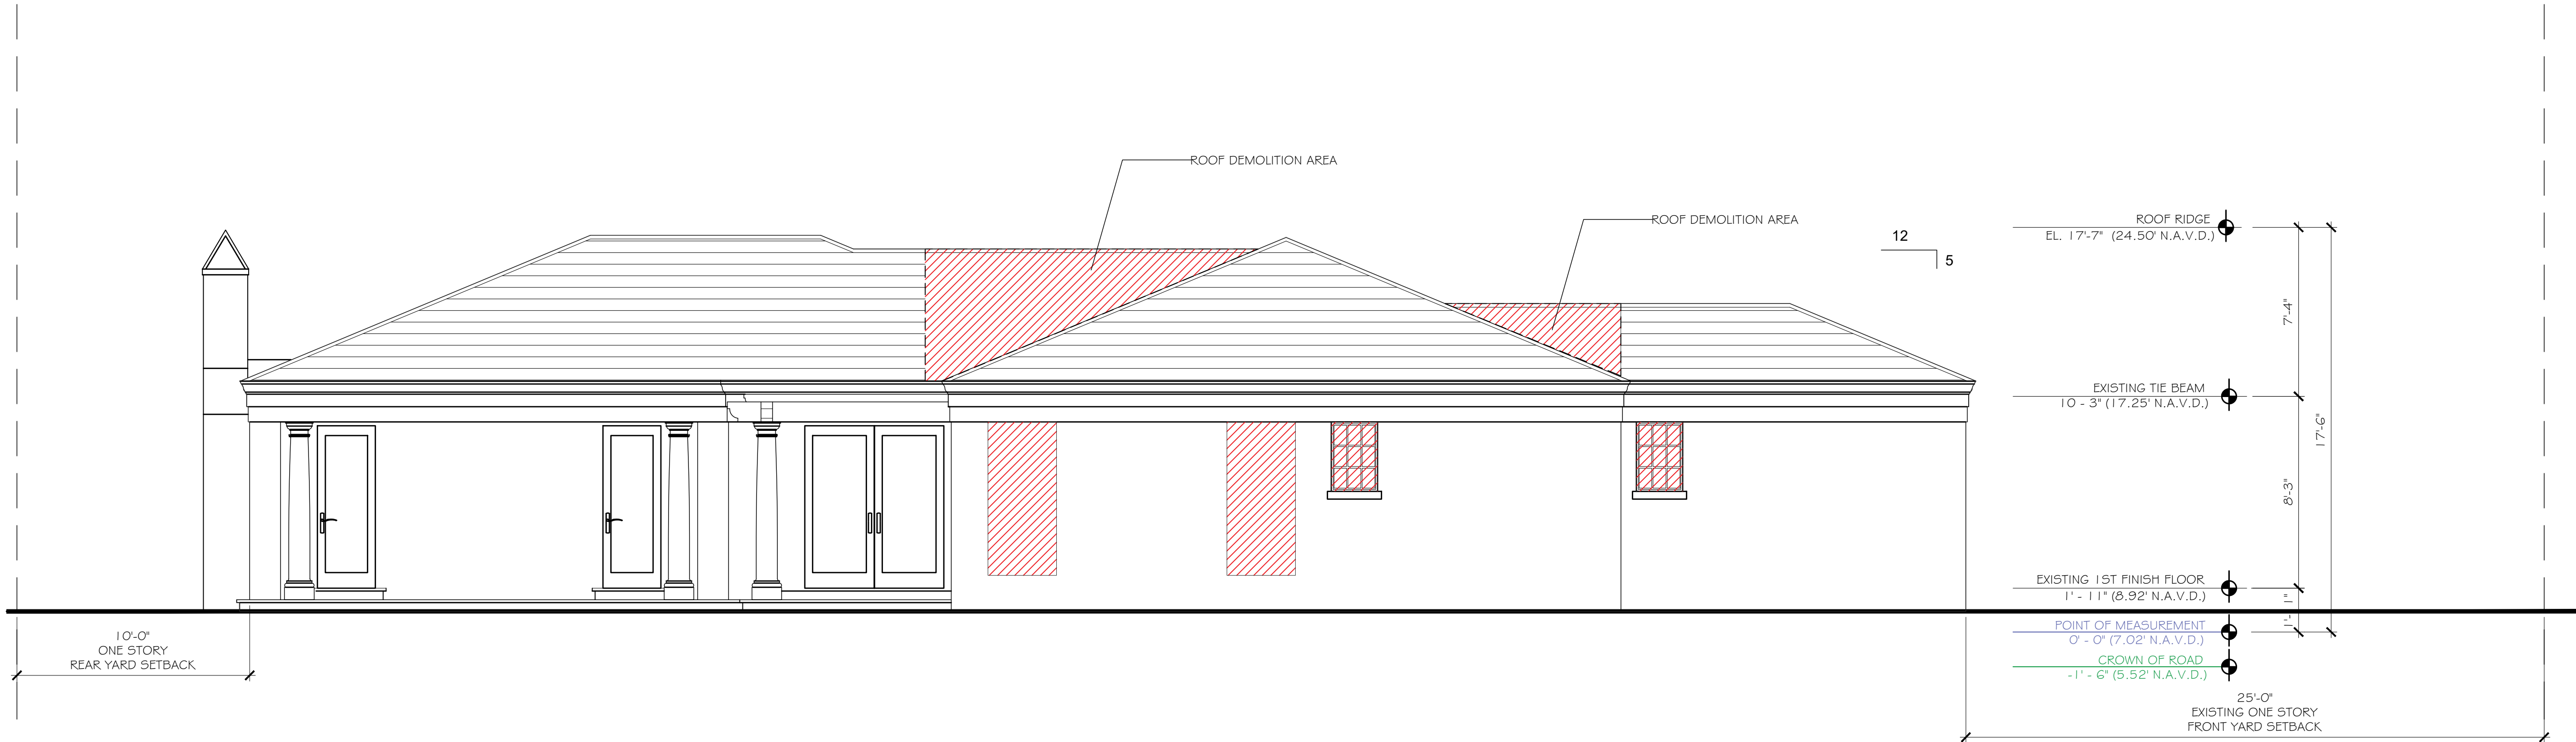 ROOF DEMOLITION AREA
ROOF DEMOLITION AREA
12
5
ROOF RIDGE
EL. 17'-7" (24.50' N.A.V.D.)
7'-4"
EXISTING TIE BEAM
10 - 3" (17.25' N.A.V.D.)
17'-6"
8'-3"
EXISTING 1ST FINISH FLOOR
1' - 11" (8.92' N.A.V.D.)
POINT OF MEASUREMENT
0' - 0" (7.02' N.A.V.D.)
CROWN OF ROAD
-1' - 6" (5.52' N.A.V.D.)
10'-0"
ONE STORY
REAR YARD SETBACK
25'-0"
EXISTING ONE STORY
FRONT YARD SETBACK